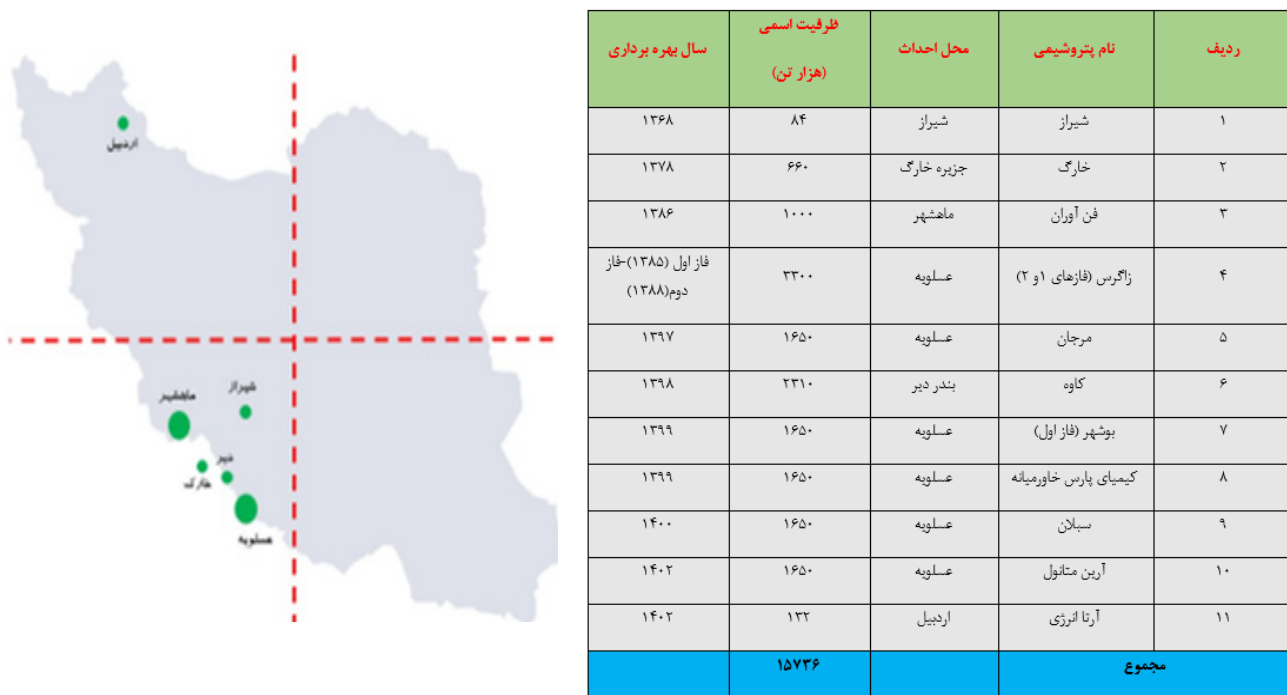 اردبیل
شیراز
ماهشهر
دیر
خارک
عسلویه
ردیف نام پتروشیمی محل احداث ظرفیت اسمی (هزار تن) سال بهره برداری
۱ شیراز شیراز ۸۴ ۱۳۶۸
۲ خارگ جزیره خارگ ۶۶۰ ۱۳۷۸
۳ فن آوران ماهشهر ۱۰۰۰ ۱۳۸۶
۴ زاگرس (فازهای ۱و ۲) عسلویه ۳۳۰۰ فاز اول (۱۳۸۵)-فاز دوم(۱۳۸۸)
۵ مرجان عسلویه ۱۶۵۰ ۱۳۹۷
۶ کاوه بندر دیر ۲۳۱۰ ۱۳۹۸
۷ بوشهر (فاز اول) عسلویه ۱۶۵۰ ۱۳۹۹
۸ کیمیای پارس خاورمیانه عسلویه ۱۶۵۰ ۱۳۹۹
۹ سبلان عسلویه ۱۶۵۰ ۱۴۰۰
۱۰ آرین متانول عسلویه ۱۶۵۰ ۱۴۰۲
۱۱ آرتا انرژی اردبیل ۱۳۲ ۱۴۰۲
مجموع ۱۵۷۳۶